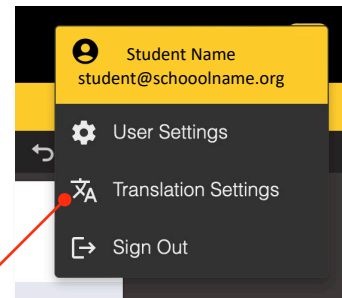 Student Name
student@schooolname.org
User Settings
Translation Settings
Sign Out